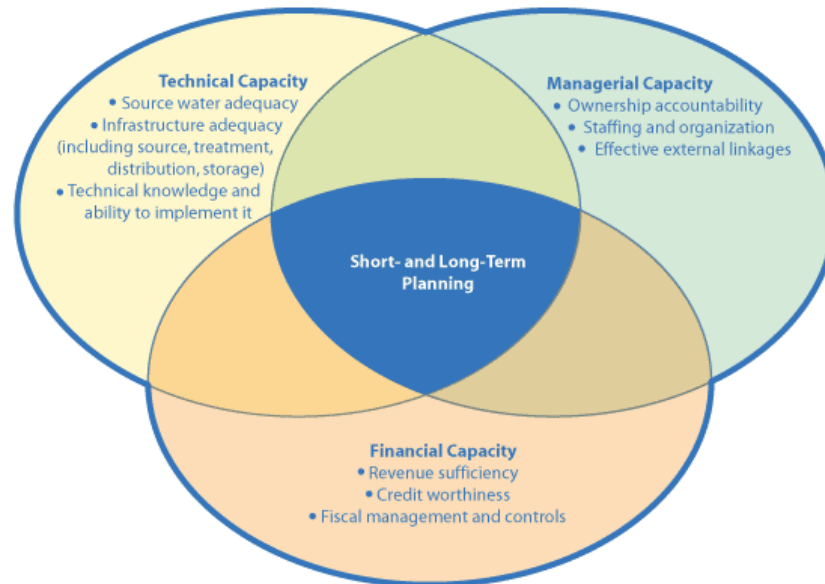 Technical Capacity
• Source water adequacy
• Infrastructure adequacy
(including source, treatment,
distribution, storage)
• Technical knowledge and
ability to implement it
Managerial Capacity
• Ownership accountability
• Staffing and organization
• Effective external linkages
Short- and Long-Term
Planning
Financial Capacity
• Revenue sufficiency
• Credit worthiness
• Fiscal management and controls